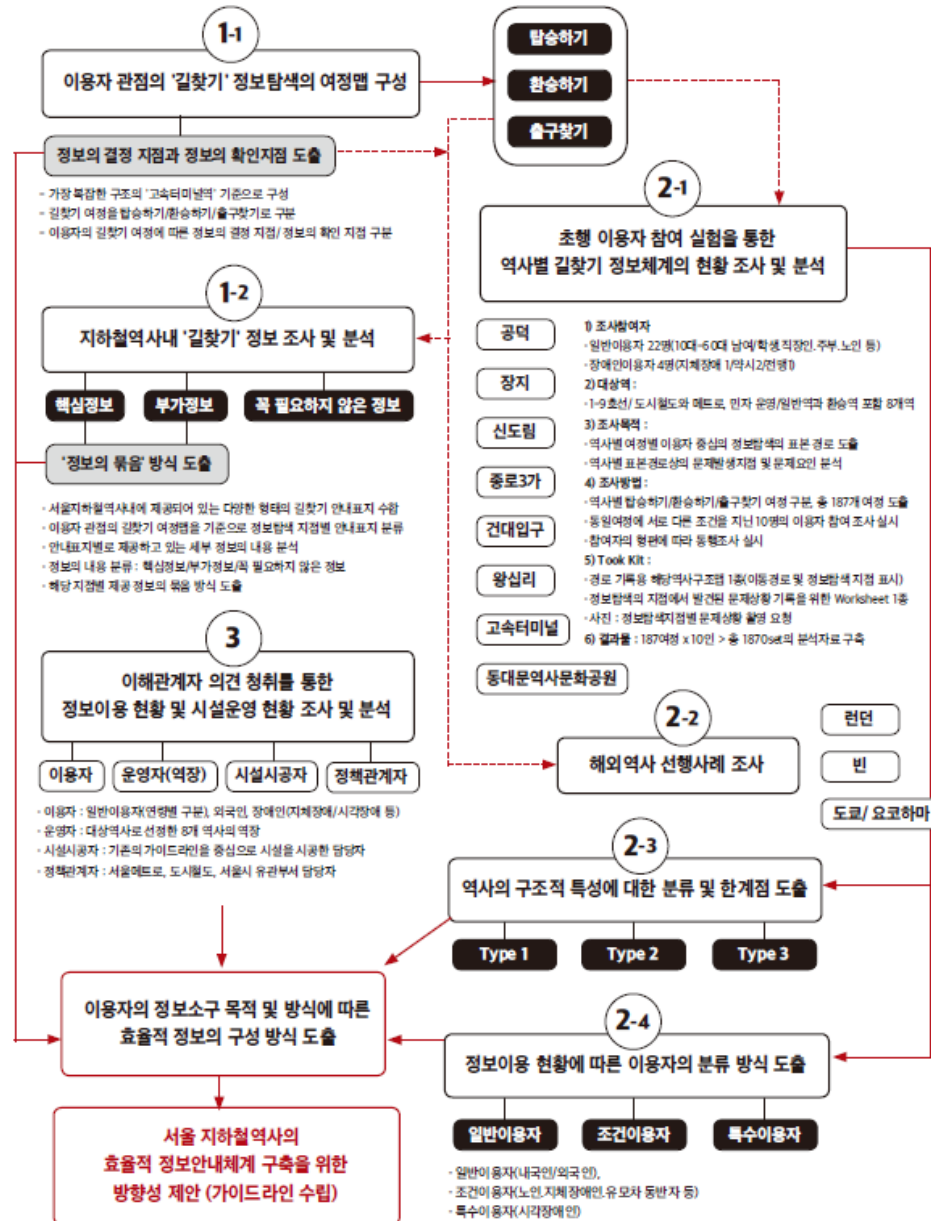 1-1
이용자 관점의 '길찾기' 정보탐색의 여정맵 구성
정보의 결정 지점과 정보의 확인지점 도출
- 가장 복잡한 구조의 '고속터미널역' 기준으로 구성
- 길찾기 여정을 탑승하기/환승하기/출구찾기로 구분
- 이용자의 길찾기 여정에 따른 정보의 결정 지점/ 정보의 확인 지점 구분
탑승하기
환승하기
출구찾기
1-2
지하철역사내 '길찾기' 정보 조사 및 분석
핵심정보
부가정보
꼭 필요하지 않은 정보
'정보의 묶음' 방식 도출
· 서울지하철역사내에 제공되어 있는 다양한 형태의 길찾기 안내표지 수합
· 이용자 관점의 길찾기 여정맵을 기준으로 정보탐색 지점별 안내표지 분류
· 안내표지별로 제공하고 있는 세부 정보의 내용 분석
· 정보의 내용 분류 : 핵심정보/부가정보/꼭 필요하지 않은 정보
· 해당 지점별 제공 정보의 묶음 방식 도출
2-1
초행 이용자 참여 실험을 통한
역사별 길찾기 정보체계의 현황 조사 및 분석
공덕
장지
신도림
종로3가
건대입구
왕십리
고속터미널
동대문역사문화공원
1) 조사참여자
· 일반이용자 22명(10대~60대 남여/학생.직장인.주부.노인 등)
· 장애인이용자 4명(지체장애 1/약시2/전맹1)
2) 대상역 :
· 1~9호선/ 도시철도와 메트로, 민자 운영/일반역과 환승역 포함 8개역
3) 조사목적 :
· 역사별 여정별 이용자 중심의 정보탐색의 표본 경로 도출
· 역사별 표본경로상의 문제발생지점 및 문제요인 분석
4) 조사방법 :
· 역사별 탑승하기/환승하기/출구찾기 여정 구분, 총 187개 여정 도출
· 동일여정에 서로 다른 조건을 지닌 10명의 이용자 참여 조사 실시
· 참여자의 형편에 따라 동행조사 실시
5) Took Kit :
· 경로 기록용 해당역사구조맵 1종(이동경로 및 정보탐색 지점 표시)
· 정보탐색의 지점에서 발견된 문제상황 기록을 위한 Worksheet 1종
· 사진 : 정보탐색지점별 문제상황 촬영 요청
6) 결과물 : 187여정 x 10인 > 총 1870set의 분석자료 구축
3
이해관계자 의견 청취를 통한
정보이용 현황 및 시설운영 현황 조사 및 분석
이용자
운영자(역장)
시설시공자
정책관계자
· 이용자 : 일반이용자(연령별 구분), 외국인, 장애인(지체장애/시각장애 등)
· 운영자 : 대상역사로 선정한 8개 역사의 역장
· 시설시공자 : 기존의 가이드라인을 중심으로 시설을 시공한 담당자
· 정책관계자 : 서울메트로, 도시철도, 서울시 유관부서 담당자
2-2
해외역사 선행사례 조사
런던
빈
도쿄/ 요코하마
2-3
역사의 구조적 특성에 대한 분류 및 한계점 도출
Type 1
Type 2
Type 3
이용자의 정보소구 목적 및 방식에 따른
효율적 정보의 구성 방식 도출
2-4
정보이용 현황에 따른 이용자의 분류 방식 도출
일반이용자
조건이용자
특수이용자
· 일반이용자(내국인/외국인),
· 조건이용자(노인.지체장애인.유모차 동반자 등)
· 특수이용자(시각장애인)
서울 지하철역사의
효율적 정보안내체계 구축을 위한
방향성 제안 (가이드라인 수립)